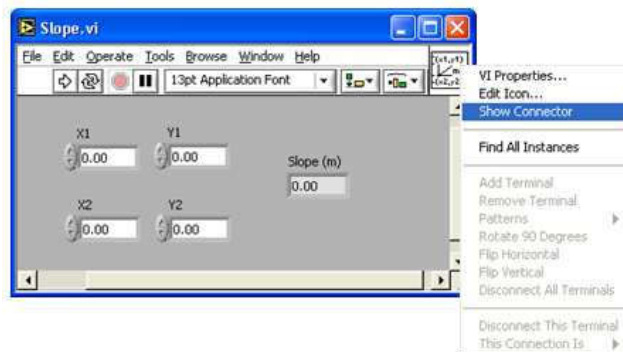 Slope.vi
File Edit Operate Tools Browse Window Help
13pt Application Font
X1 Y1
0.00 0.00
Slope (m)
0.00
X2 Y2
0.00 0.00
VI Properties...
Edit Icon...
Show Connector
Find All Instances
Add Terminal
Remove Terminal
Patterns
Rotate 90 Degrees
Flip Horizontal
Flip Vertical
Disconnect All Terminals
Disconnect This Terminal
This Connection Is